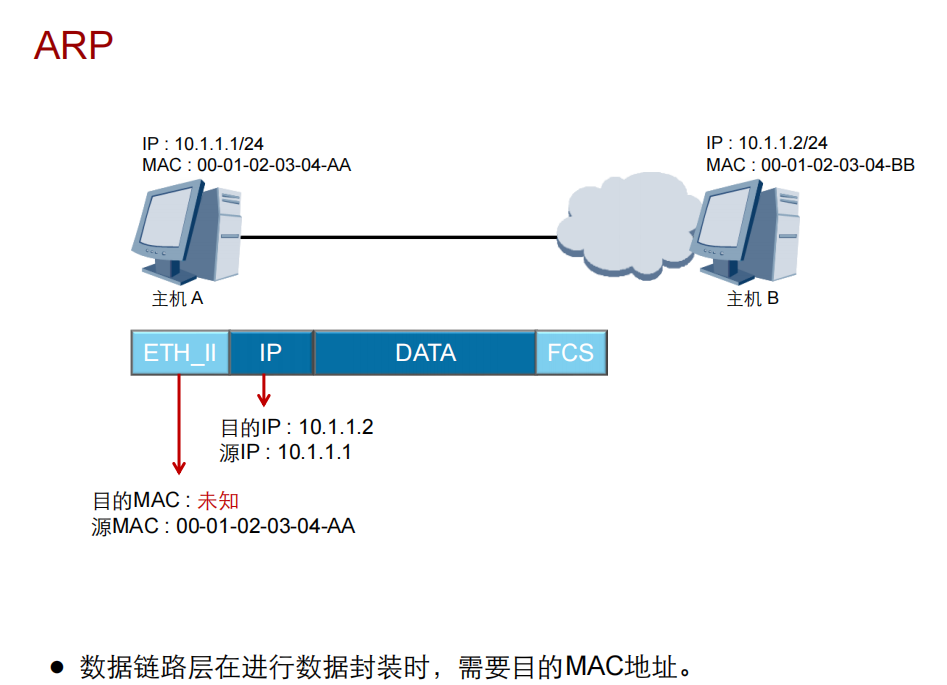 ARP
IP : 10.1.1.1/24
MAC : 00-01-02-03-04-AA
IP : 10.1.1.2/24
MAC : 00-01-02-03-04-BB
主机 A
主机 B
ETH_II IP DATA FCS
目的IP : 10.1.1.2
源IP : 10.1.1.1
目的MAC : 未知
源MAC : 00-01-02-03-04-AA
● 数据链路层在进行数据封装时，需要目的MAC地址。